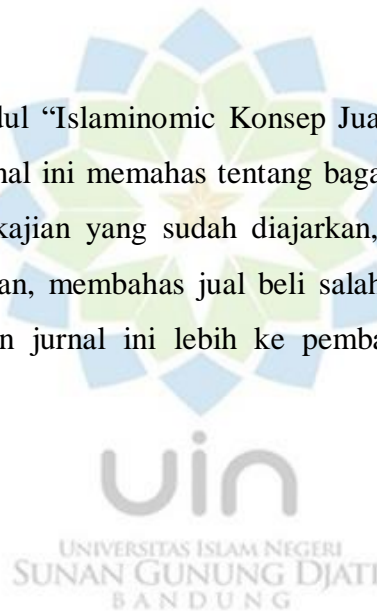 dul “Islaminomic Konsep Jua
nal ini memahas tentang baga
kajian yang sudah diajarkan,
an, membahas jual beli salah
n jurnal ini lebih ke pemba
uin
UNIVERSITAS ISLAM NEGERI
SUNAN GUNUNG DJATI
BANDUNG